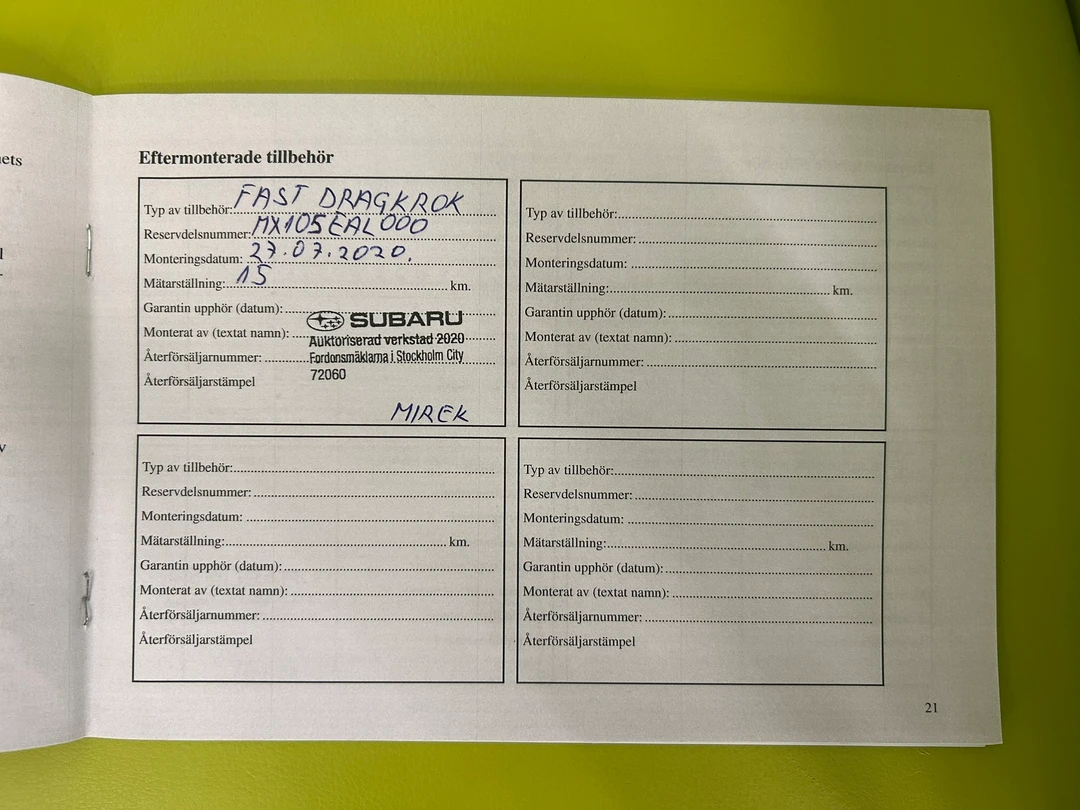 ets
l
v
Eftermonterade tillbehör
Typ av tillbehör: FAST DRAGKROK
Reservdelsnummer: MX105EAL000
Monteringsdatum: 27.07.2020.
Mätarställning: 15 km.
Garantin upphör (datum):
Monterat av (textat namn):
Återförsäljarnummer:
Återförsäljarstämpel
SUBARU
Auktoriserad verkstad 2020
Fordonsmäklarna i Stockholm City
72060
MIREK
Typ av tillbehör:
Reservdelsnummer:
Monteringsdatum:
Mätarställning: km.
Garantin upphör (datum):
Monterat av (textat namn):
Återförsäljarnummer:
Återförsäljarstämpel
Typ av tillbehör:
Reservdelsnummer:
Monteringsdatum:
Mätarställning: km.
Garantin upphör (datum):
Monterat av (textat namn):
Återförsäljarnummer:
Återförsäljarstämpel
Typ av tillbehör:
Reservdelsnummer:
Monteringsdatum:
Mätarställning: km.
Garantin upphör (datum):
Monterat av (textat namn):
Återförsäljarnummer:
Återförsäljarstämpel
21